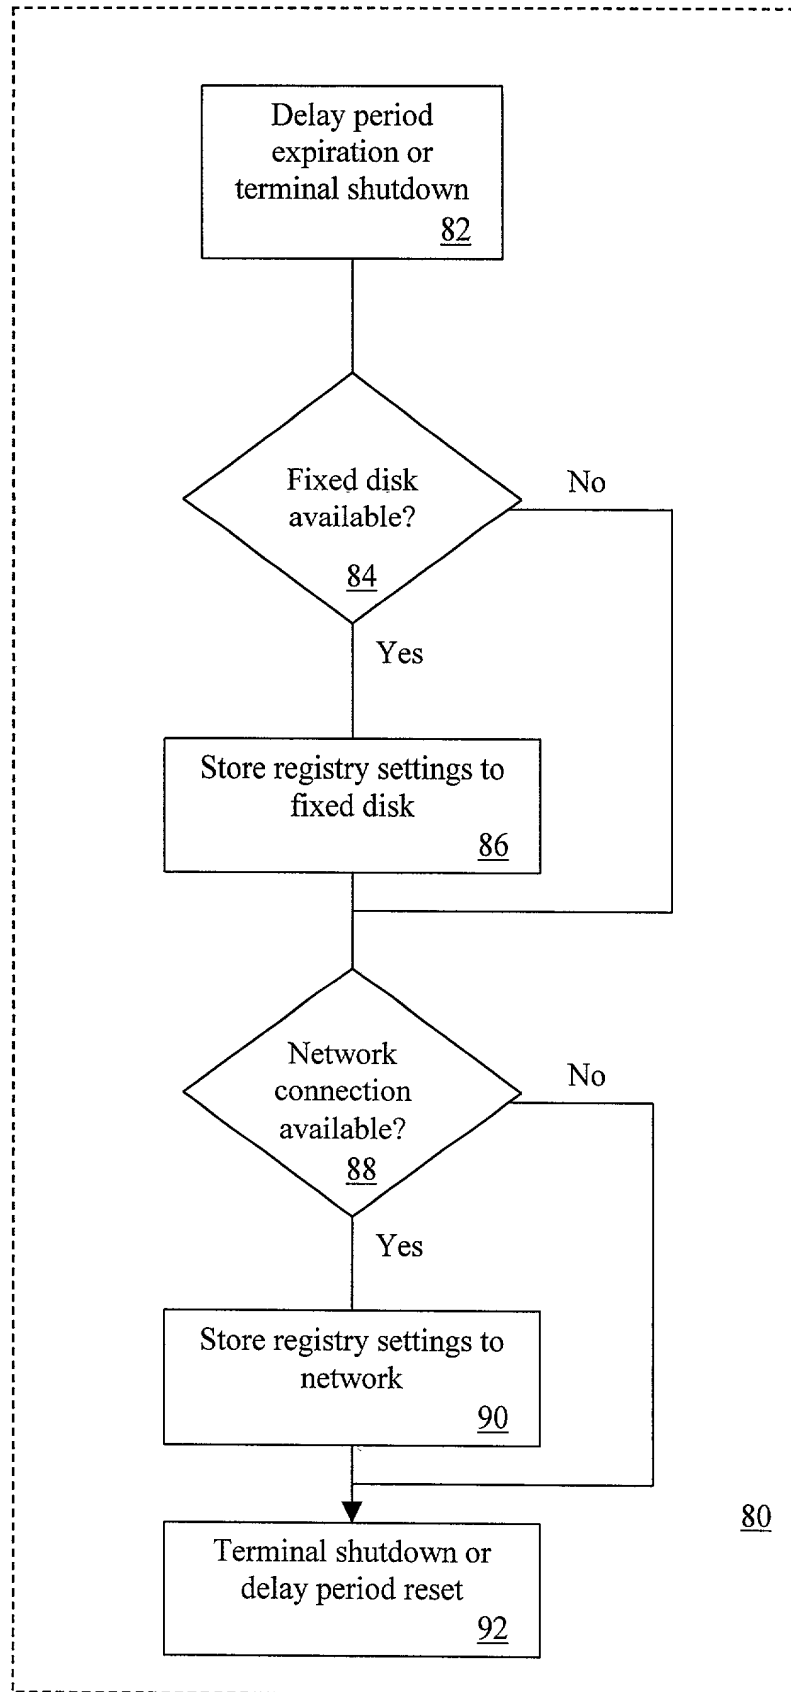 Delay period
expiration or
terminal shutdown
82
Fixed disk
available?
84
No
Yes
Store registry settings to
fixed disk
86
Network
connection
available?
88
No
Yes
Store registry settings to
network
90
80
Terminal shutdown or
delay period reset
92